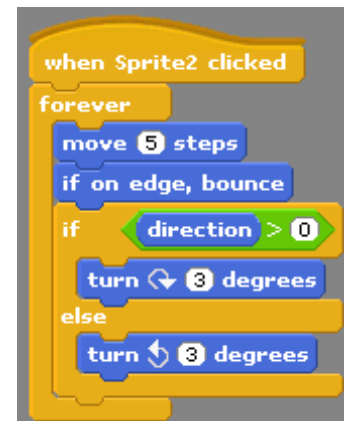 when Sprite2 clicked
forever
move 5 steps
if on edge, bounce
if direction > 0
turn 3 degrees
else
turn 3 degrees